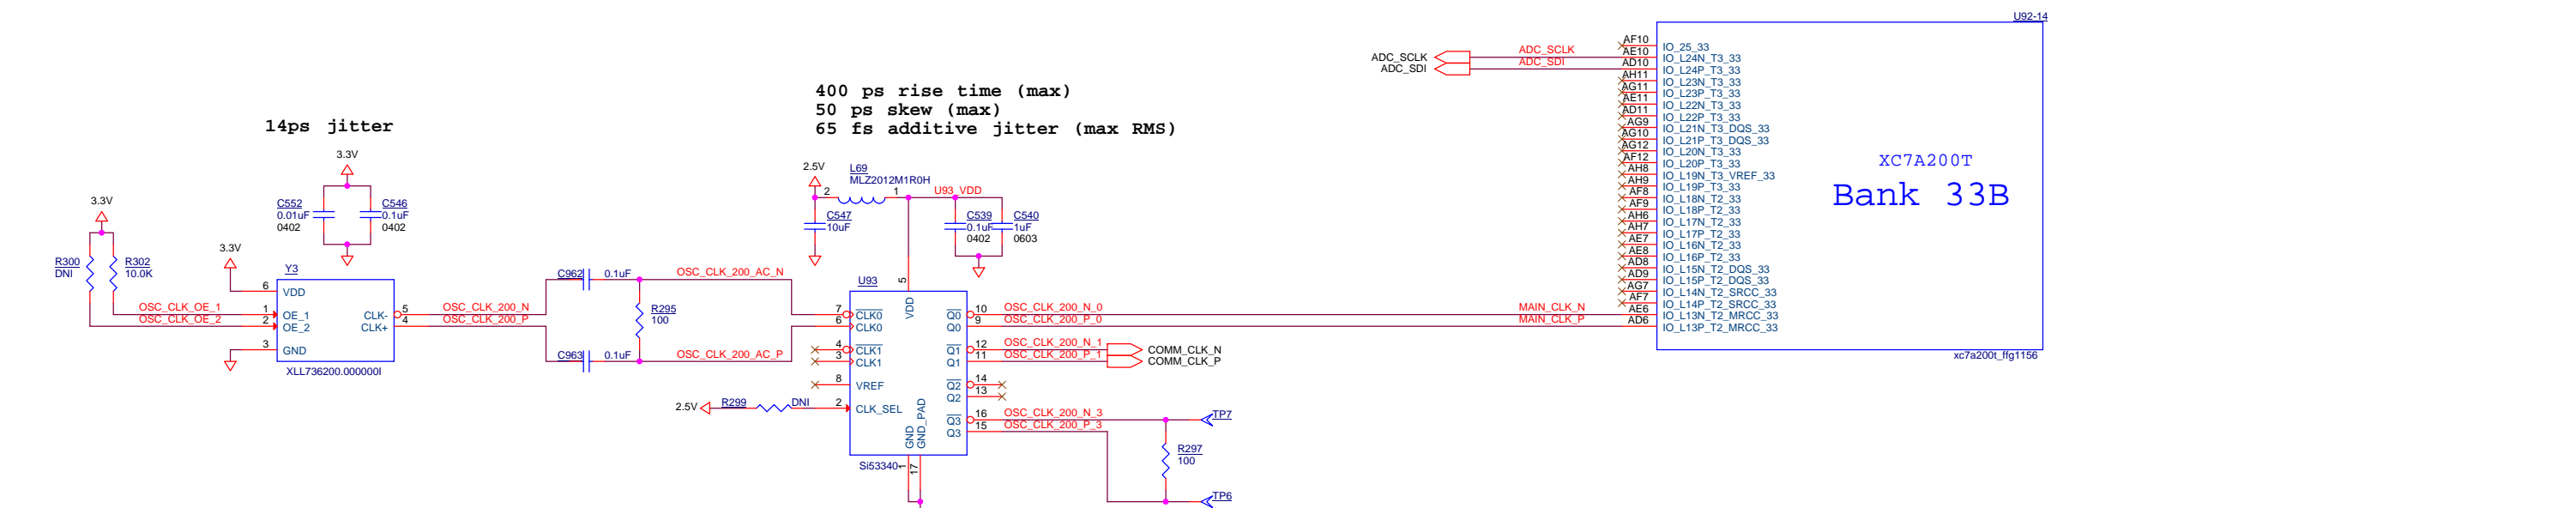 U92-14
AF10
IO_25_33
ADC_SCLK
ADC_SCLK
AE10
IO_L24N_T3_33
ADC_SDI
ADC_SDI
AD10
IO_L24P_T3_33
AH11
IO_L23N_T3_33
AG11
IO_L23P_T3_33
AE11
IO_L22N_T3_33
AD11
IO_L22P_T3_33
AG9
IO_L21N_T3_DQS_33
AG10
IO_L21P_T3_DQS_33
AG12
IO_L20N_T3_33
AF12
IO_L20P_T3_33
AH8
IO_L19N_T3_VREF_33
AH9
IO_L19P_T3_33
AF8
IO_L18N_T2_33
AF9
IO_L18P_T2_33
AH6
IO_L17N_T2_33
AH7
IO_L17P_T2_33
AE7
IO_L16N_T2_33
AE8
IO_L16P_T2_33
AD8
IO_L15N_T2_DQS_33
AD9
IO_L15P_T2_DQS_33
AG7
IO_L14N_T2_SRCC_33
AF7
IO_L14P_T2_SRCC_33
MAIN_CLK_N
AE6
IO_L13N_T2_MRCC_33
MAIN_CLK_P
AD6
IO_L13P_T2_MRCC_33
XC7A200T
Bank 33B
xc7a200t_ffg1156
400 ps rise time (max)
50 ps skew (max)
65 fs additive jitter (max RMS)
14ps jitter
3.3V
C552
0.01uF
0402
C546
0.1uF
0402
3.3V
R300
DNI
R302
10.0K
3.3V
Y3
6
VDD
OSC_CLK_OE_1
1
OE_1
OSC_CLK_OE_2
2
OE_2
3
GND
CLK-
5
OSC_CLK_200_N
CLK+
4
OSC_CLK_200_P
XLL736200.000000I
C962
0.1uF
OSC_CLK_200_AC_N
R295
100
C963
0.1uF
OSC_CLK_200_AC_P
2.5V
L69
MLZ2012M1R0H
2
1
U93_VDD
C547
10uF
C539
0.1uF
0402
C540
1uF
0603
U93
5
VDD
7
CLK0
6
CLK0
4
CLK1
3
CLK1
8
VREF
2.5V
R299
DNI
2
CLK_SEL
GND
GND_PAD
1
17
Si53340
Q0
10
OSC_CLK_200_N_0
Q0
9
OSC_CLK_200_P_0
Q1
12
OSC_CLK_200_N_1
COMM_CLK_N
Q1
11
OSC_CLK_200_P_1
COMM_CLK_P
Q2
14
Q2
13
Q3
16
OSC_CLK_200_N_3
TP7
Q3
15
OSC_CLK_200_P_3
R297
100
TP6